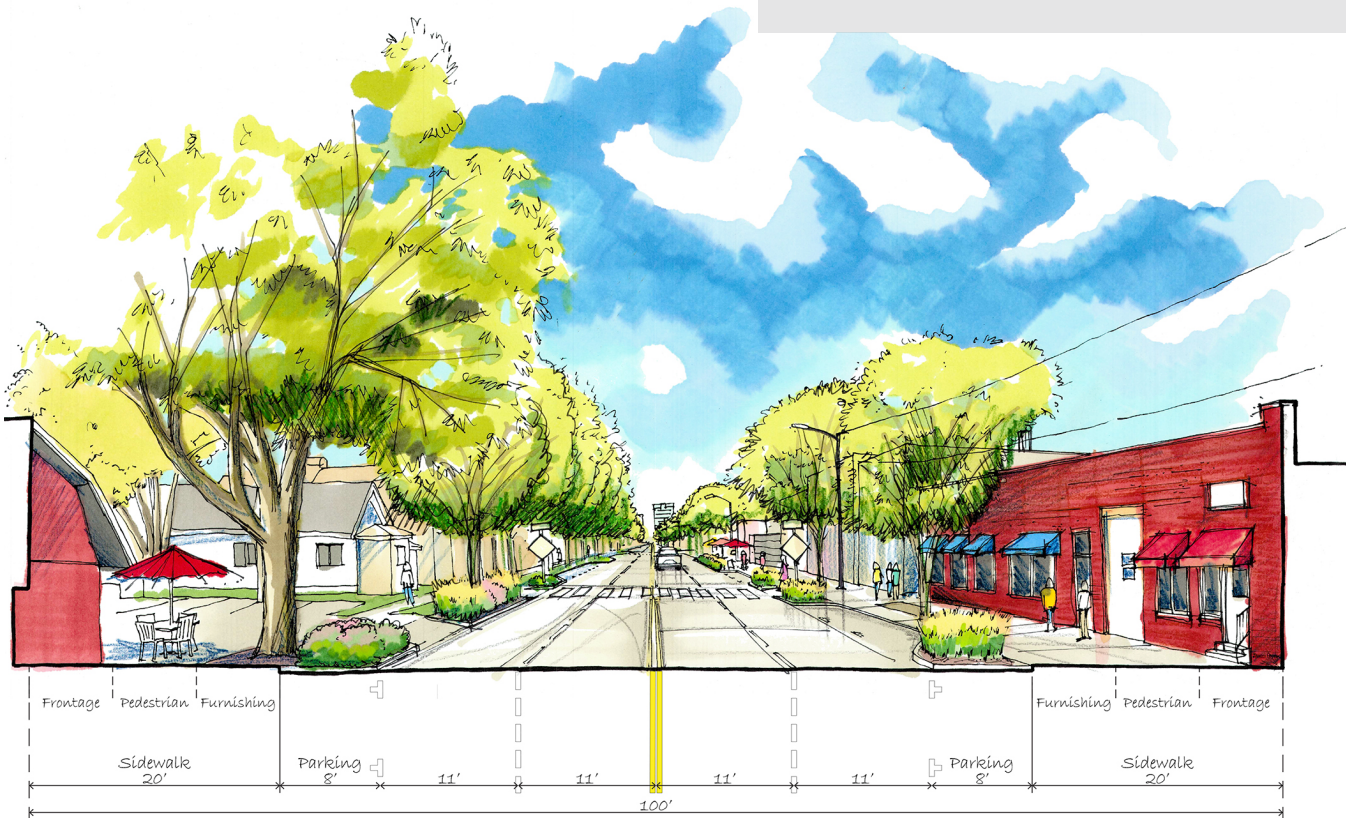 Frontage Pedestrian Furnishing Furnishing Pedestrian Frontage
Sidewalk Parking Parking Sidewalk
20' 8' 11' 11' 11' 11' 8' 20'
100'